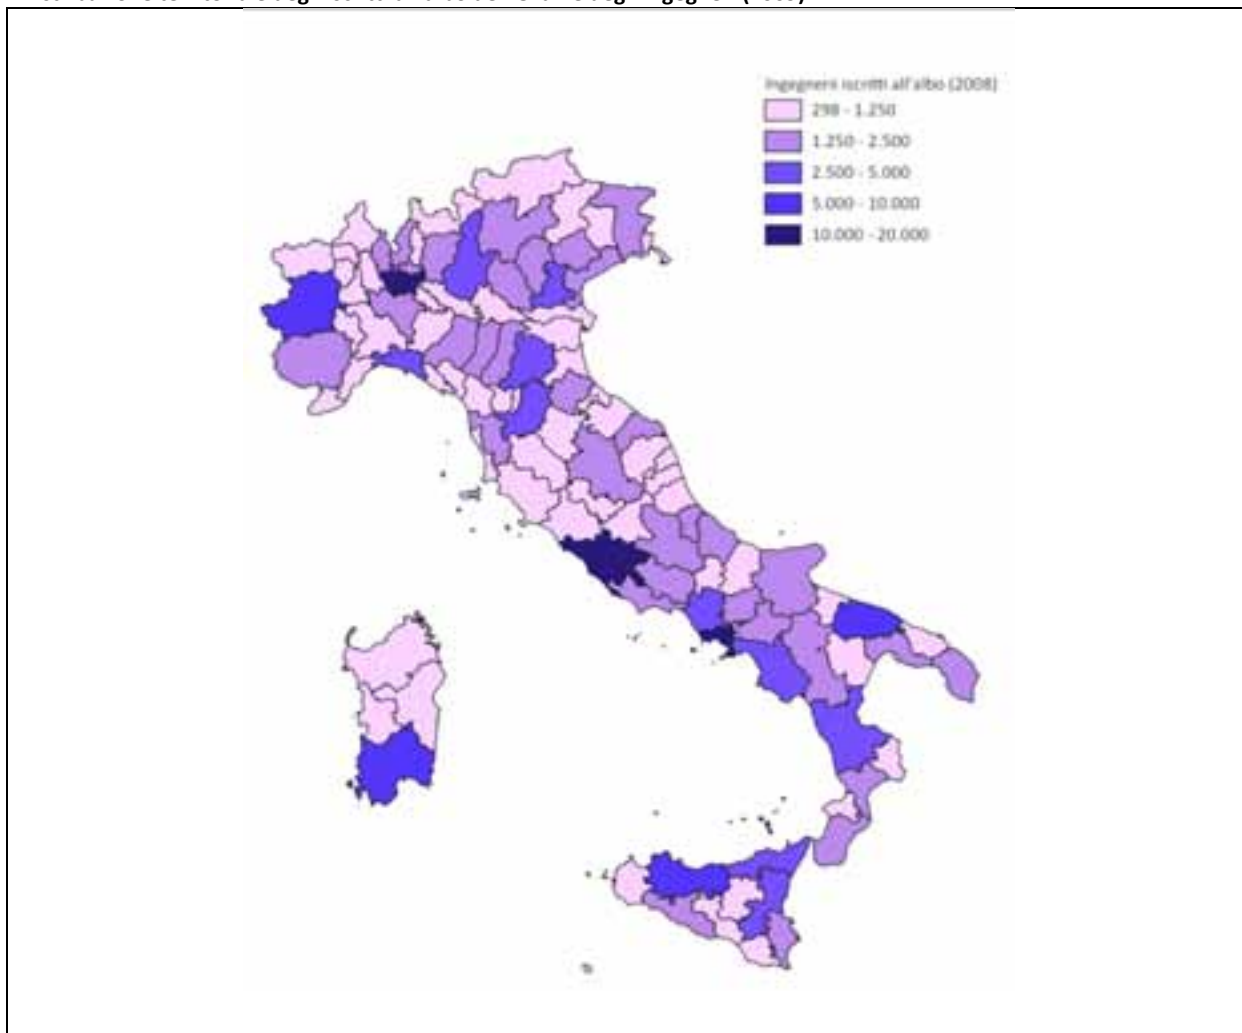 Ingegneri iscritti all'albo (2008)
298 - 1.250
1.250 - 2.500
2.500 - 5.000
5.000 - 10.000
10.000 - 20.000